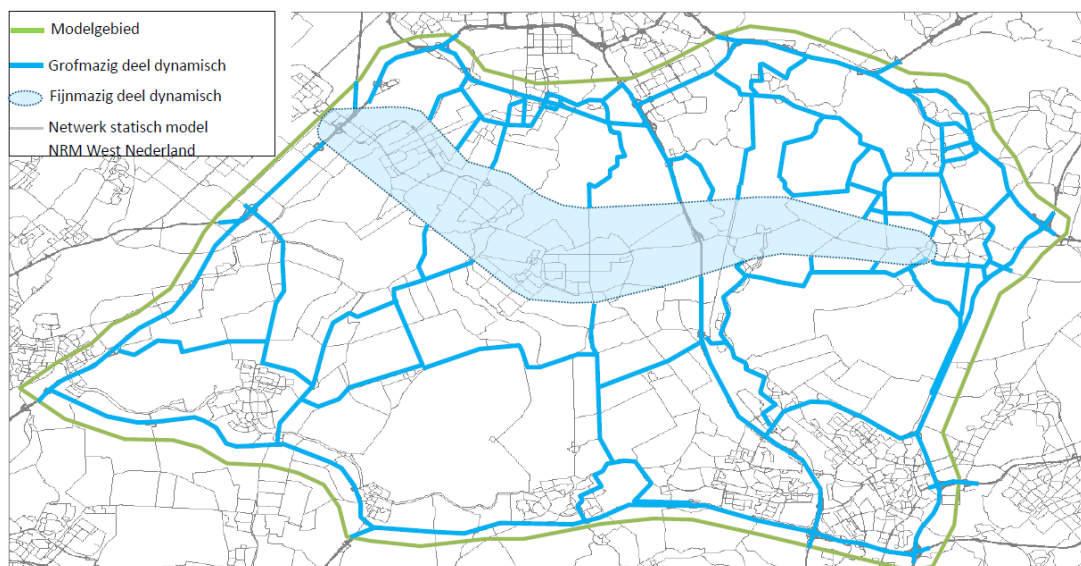 Modelgebied
Grofmazig deel dynamisch
Fijnmazig deel dynamisch
Netwerk statisch model
NRM West Nederland